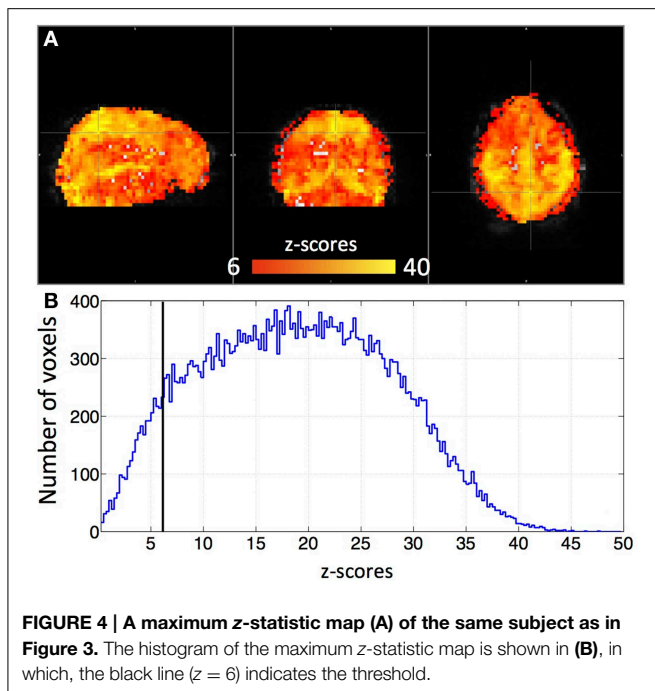 A
z-scores
6 40
B
400
300
200
100
0
Number of voxels
5 10 15 20 25 30 35 40 45 50
z-scores
FIGURE 4 | A maximum z-statistic map (A) of the same subject as in
Figure 3. The histogram of the maximum z-statistic map is shown in (B), in
which, the black line (z = 6) indicates the threshold.